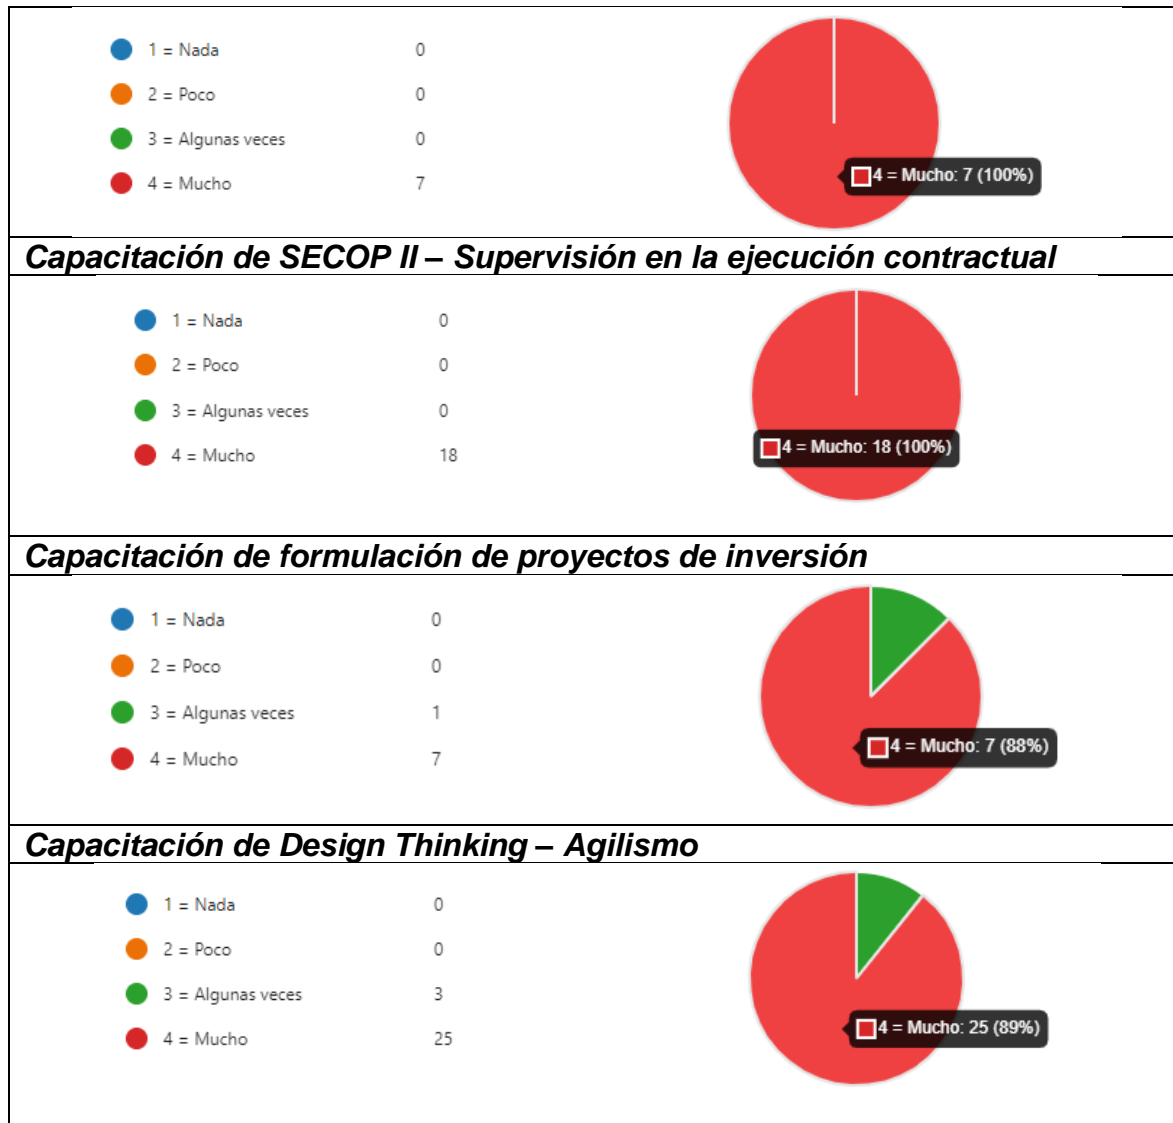 1 = Nada 0
2 = Poco 0
3 = Algunas veces 0
4 = Mucho 7
4 = Mucho: 7 (100%)
Capacitación de SECOP II – Supervisión en la ejecución contractual
1 = Nada 0
2 = Poco 0
3 = Algunas veces 0
4 = Mucho 18
4 = Mucho: 18 (100%)
Capacitación de formulación de proyectos de inversión
1 = Nada 0
2 = Poco 0
3 = Algunas veces 1
4 = Mucho 7
4 = Mucho: 7 (88%)
Capacitación de Design Thinking – Agilismo
1 = Nada 0
2 = Poco 0
3 = Algunas veces 3
4 = Mucho 25
4 = Mucho: 25 (89%)